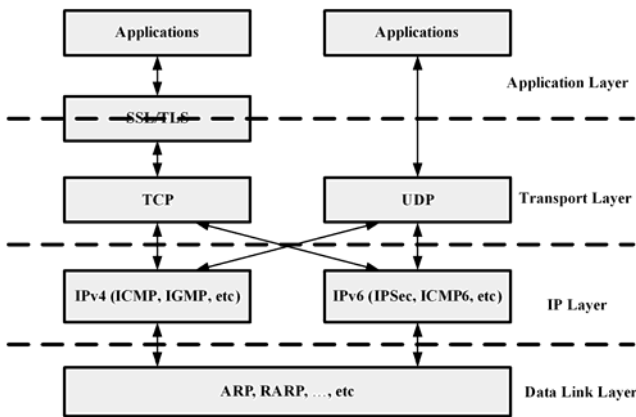 Applications
Applications
Application Layer
SSL/TLS
TCP
UDP
Transport Layer
IPv4 (ICMP, IGMP, etc)
IPv6 (IPSec, ICMP6, etc)
IP Layer
ARP, RARP, …, etc
Data Link Layer